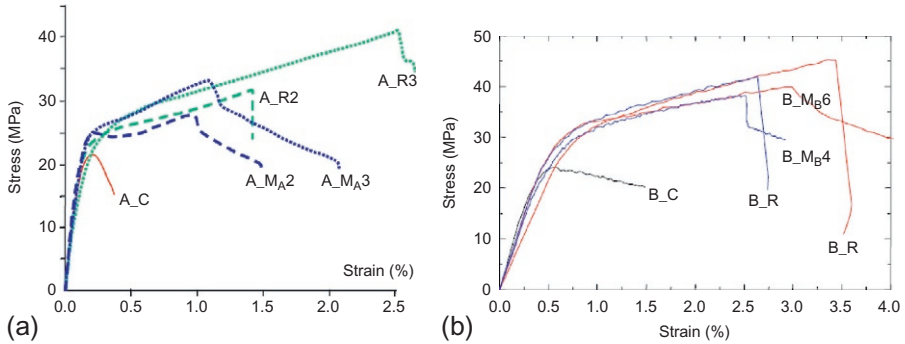 50
40
30
20
10
0
Stress (MPa)
0.0
0.5
1.0
1.5
2.0
2.5
Strain (%)
A_R3
A_R2
A_MA2
A_MA3
A_C
(a)
50
40
30
20
10
0
Stress (MPa)
0.0
0.5
1.0
1.5
2.0
2.5
3.0
3.5
4.0
Strain (%)
B_MB6
B_MB4
B_C
B_R
B_R
(b)